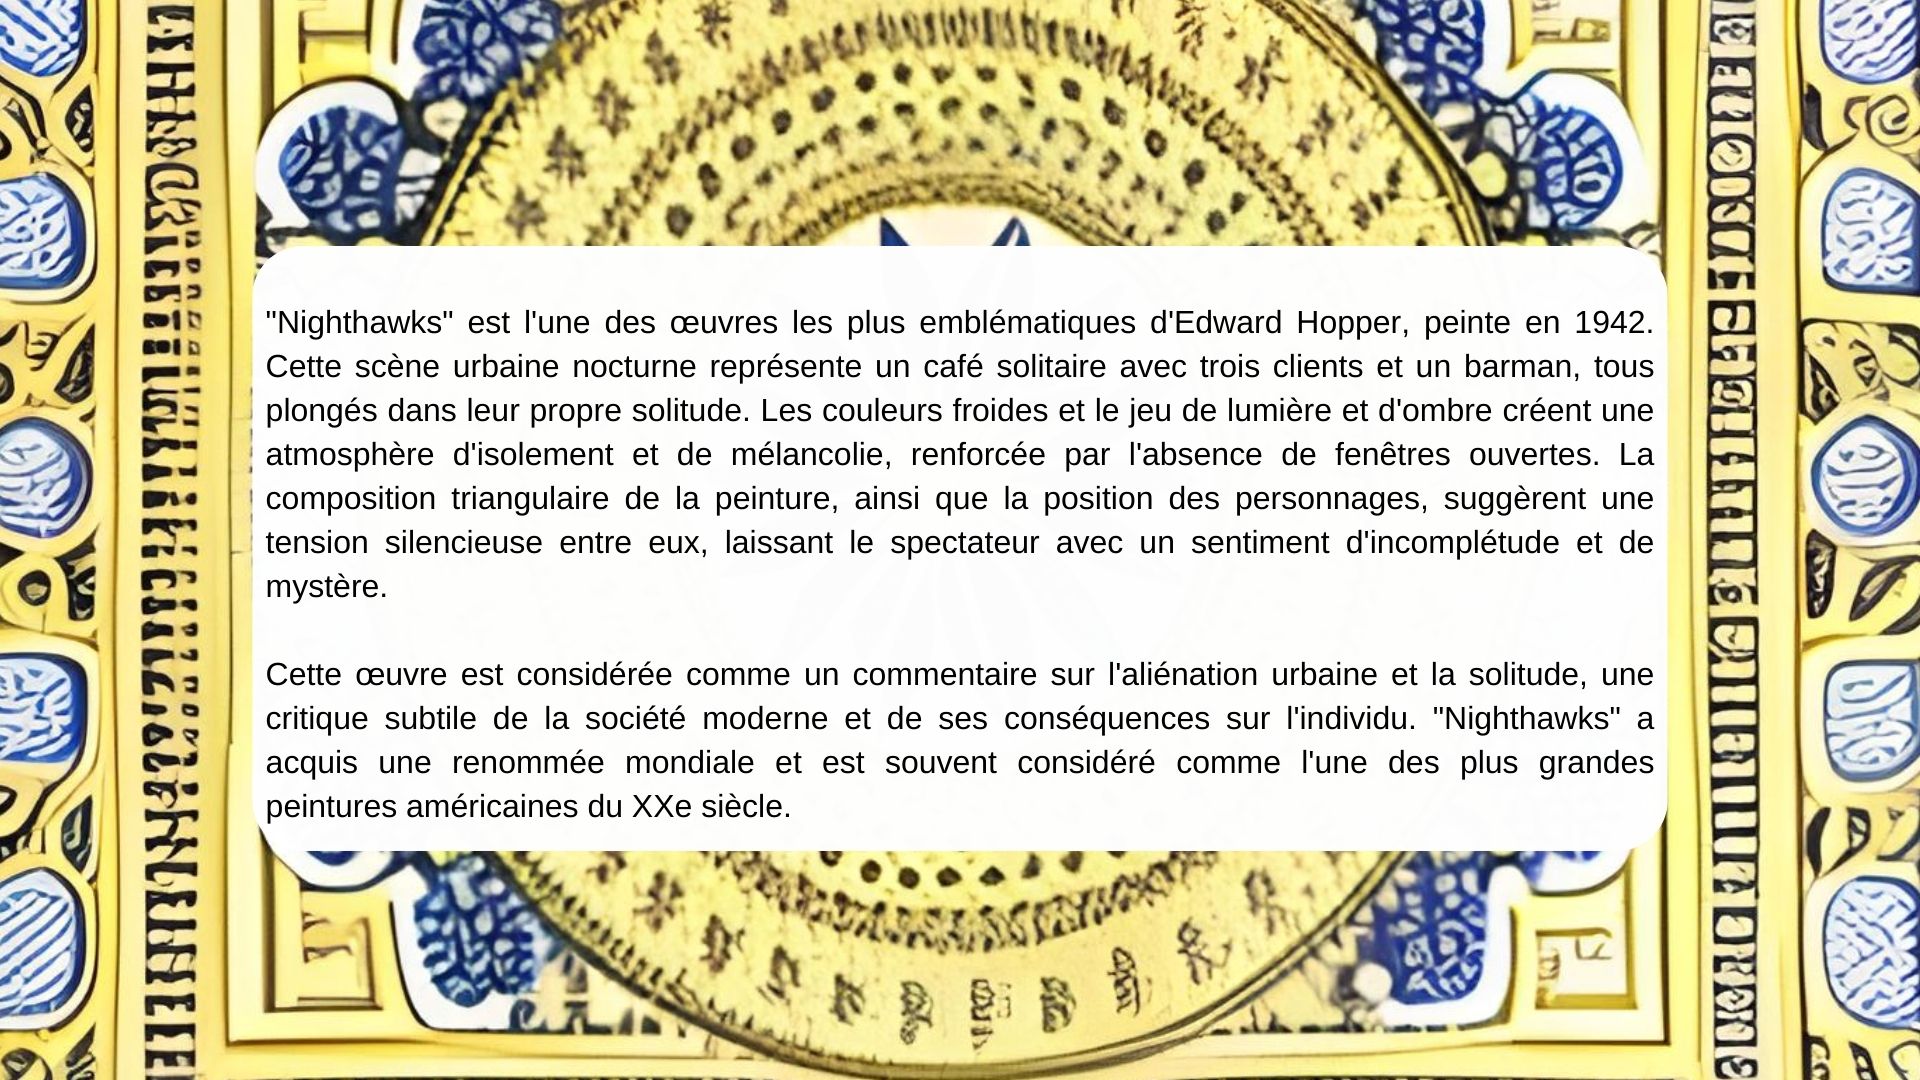 "Nighthawks" est l'une des œuvres les plus emblématiques d'Edward Hopper, peinte en 1942.
Cette scène urbaine nocturne représente un café solitaire avec trois clients et un barman, tous
plongés dans leur propre solitude. Les couleurs froides et le jeu de lumière et d'ombre créent une
atmosphère d'isolement et de mélancolie, renforcée par l'absence de fenêtres ouvertes. La
composition triangulaire de la peinture, ainsi que la position des personnages, suggèrent une
tension silencieuse entre eux, laissant le spectateur avec un sentiment d'incomplétude et de
mystère.
Cette œuvre est considérée comme un commentaire sur l'aliénation urbaine et la solitude, une
critique subtile de la société moderne et de ses conséquences sur l'individu. "Nighthawks" a
acquis une renommée mondiale et est souvent considéré comme l'une des plus grandes
peintures américaines du XXe siècle.